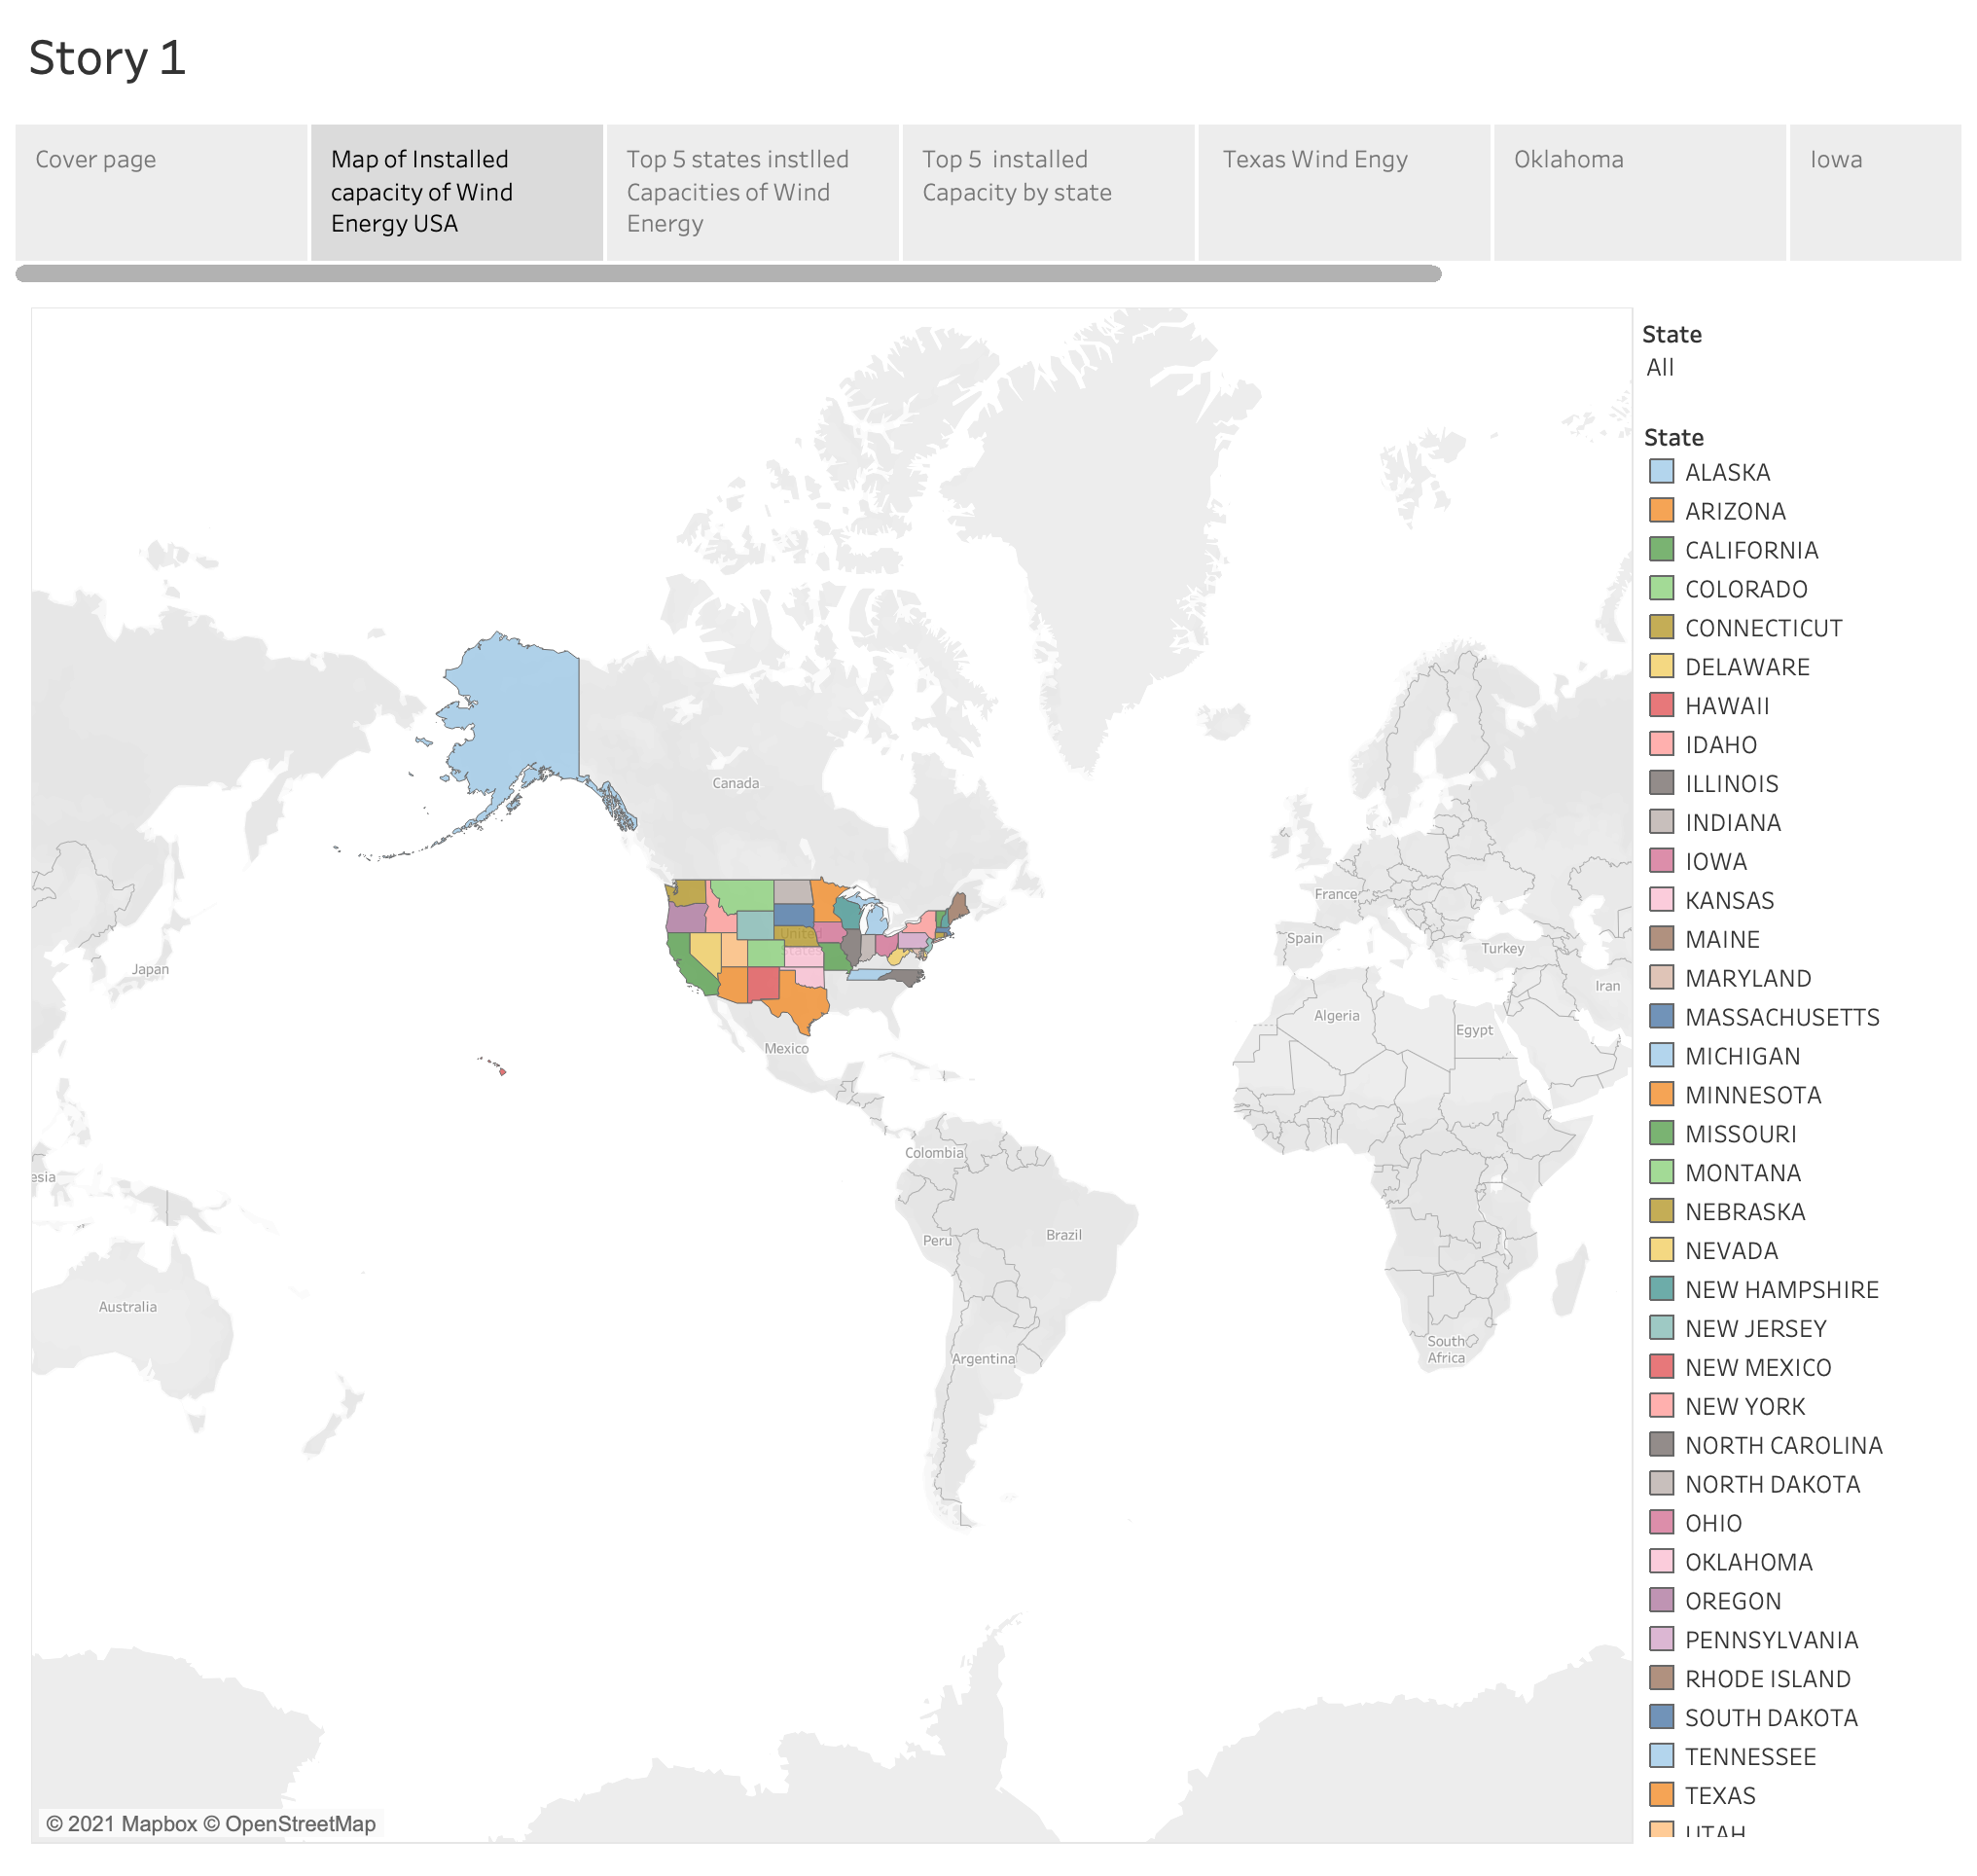 Story 1
Cover page
Map of Installed
capacity of Wind
Energy USA
Top 5 states instlled
Capacities of Wind
Energy
Top 5 installed
Capacity by state
Texas Wind Engy
Oklahoma
Iowa
State
All
State
ALASKA
ARIZONA
CALIFORNIA
COLORADO
CONNECTICUT
DELAWARE
HAWAII
IDAHO
ILLINOIS
INDIANA
IOWA
KANSAS
MAINE
MARYLAND
MASSACHUSETTS
MICHIGAN
MINNESOTA
MISSOURI
MONTANA
NEBRASKA
NEVADA
NEW HAMPSHIRE
NEW JERSEY
NEW MEXICO
NEW YORK
NORTH CAROLINA
NORTH DAKOTA
OHIO
OKLAHOMA
OREGON
PENNSYLVANIA
RHODE ISLAND
SOUTH DAKOTA
TENNESSEE
TEXAS
UTAH
Canada
United
States
Mexico
Japan
France
Spain
Turkey
Iran
Algeria
Egypt
Colombia
esia
Peru
Brazil
Australia
Argentina
South
Africa
© 2021 Mapbox © OpenStreetMap